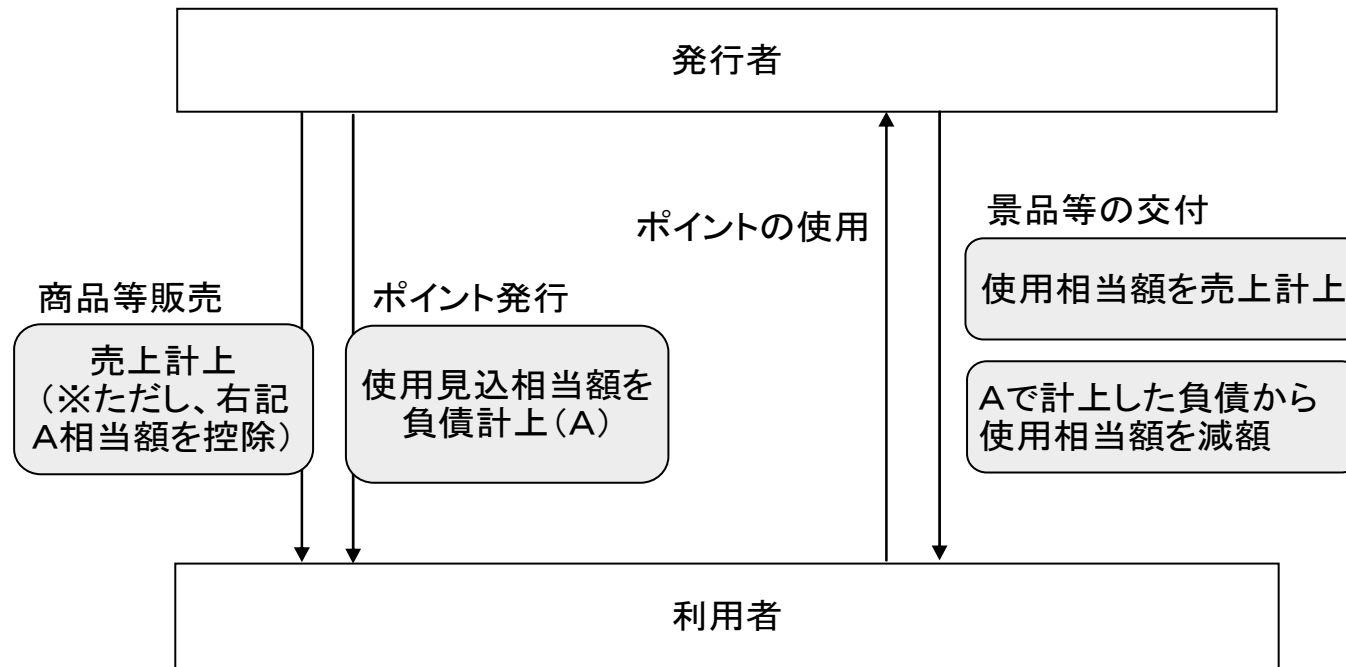 発行者
商品等販売
売上計上
(※ただし、右記
A相当額を控除)
ポイント発行
使用見込相当額を
負債計上(A)
ポイントの使用
景品等の交付
使用相当額を売上計上
Aで計上した負債から
使用相当額を減額
利用者